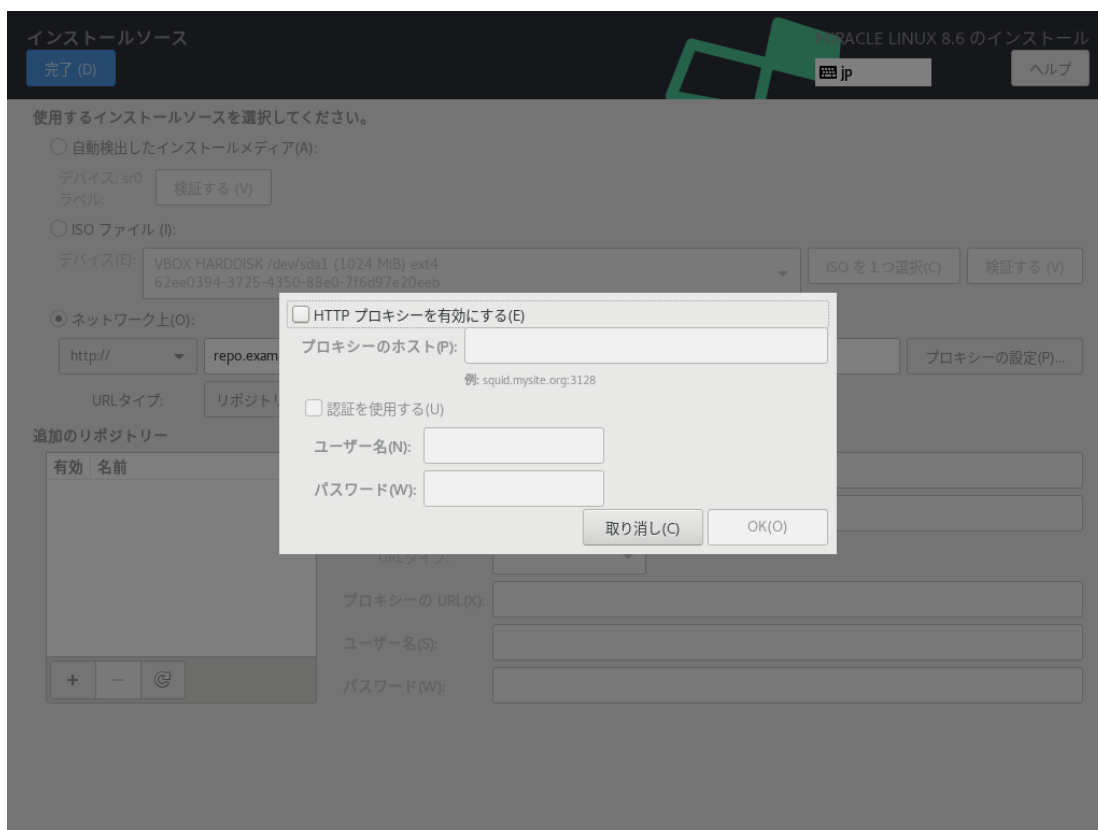 インストールソース
MIRACLE LINUX 8.6 のインストール
完了 (D)
jp
ヘルプ
使用するインストールソースを選択してください。
自動検出したインストールメディア(A):
デバイス: sr0
ラベル:
検証する (V)
ISO ファイル (I):
デバイス(E):
VBOX HARDDISK /dev/sda1 (1024 MiB) ext4
62ee0394-3725-4350-88e0-7f6d97e20eeb
ISO を 1 つ選択(C)
検証する (V)
ネットワーク上(O):
HTTP プロキシーを有効にする(E)
プロキシーのホスト(P):
例: squid.mysite.org:3128
認証を使用する(U)
ユーザー名(N):
パスワード(W):
取り消し(C)
OK(O)
http://
repo.exam
プロキシーの設定(P)...
URLタイプ:
リポジトリ
追加のリポジトリー
有効 名前
URLタイプ:
プロキシーの URL(X):
ユーザー名(S):
パスワード(W):